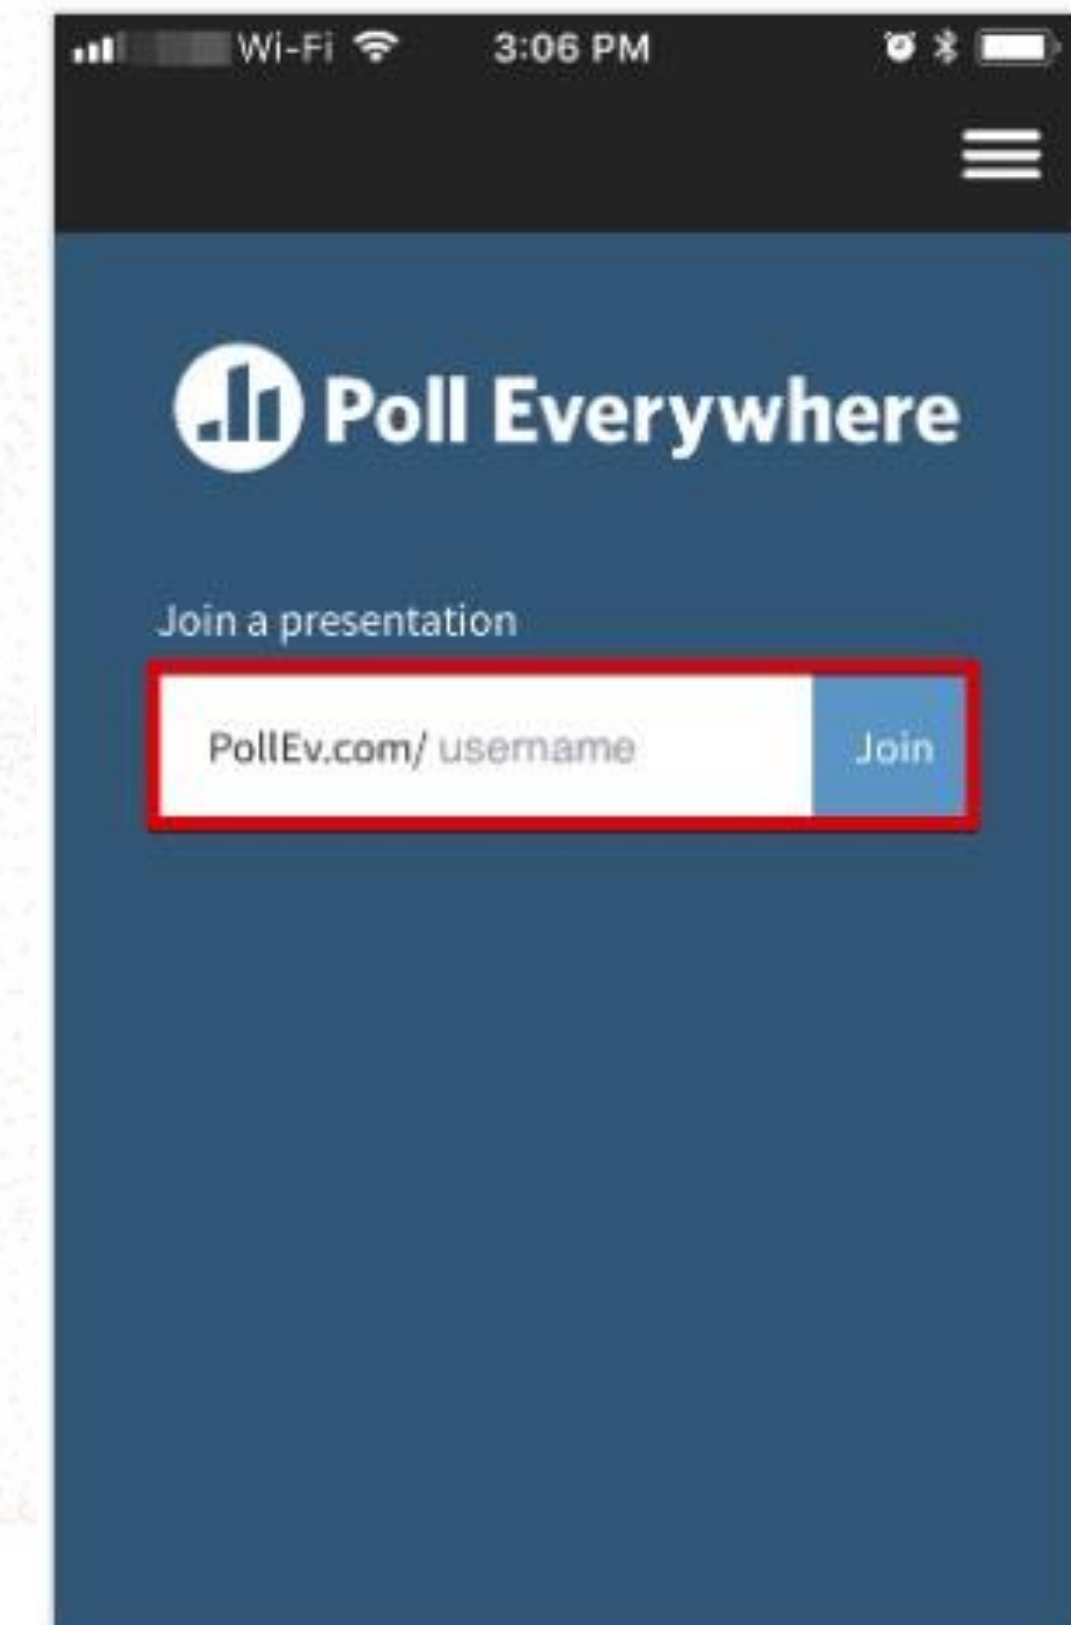 Wi-Fi 3:06 PM
Poll Everywhere
Join a presentation
PollEv.com/ username Join